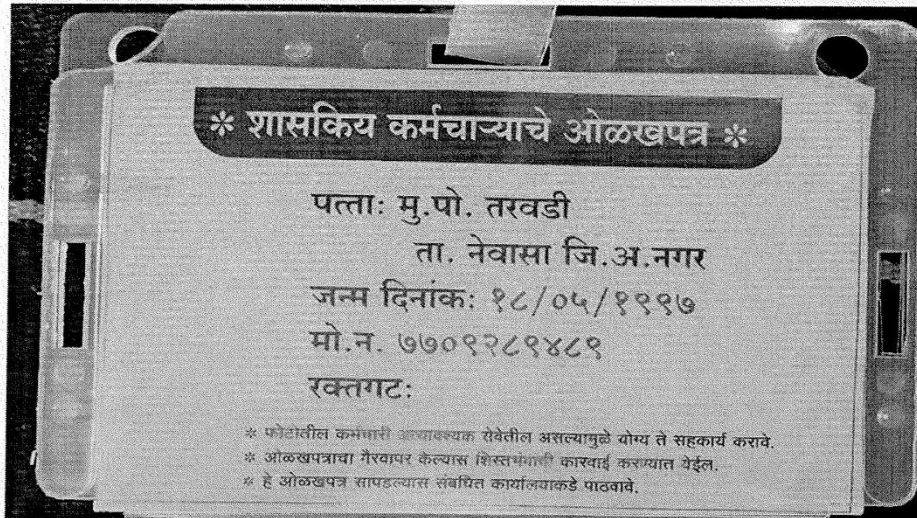 * शासकिय कर्मचाऱ्याचे ओळखपत्र *
पत्ताः मु.पो. तरवडी
ता. नेवासा जि.अ.नगर
जन्म दिनांकः १८/०५/१९९७
मो.न. ७७०९२८९४८९
रक्तगटः
* फोटोतील कर्मचारी अत्यावश्यक सेवेतील असल्यामुळे योग्य ते सहकार्य करावे.
* ओळखपत्राचा गैरवापर केल्यास शिस्तभंगाची कारवाई करण्यात येईल.
* हे ओळखपत्र सापडल्यास संबधित कार्यालयाकडे पाठवावे.